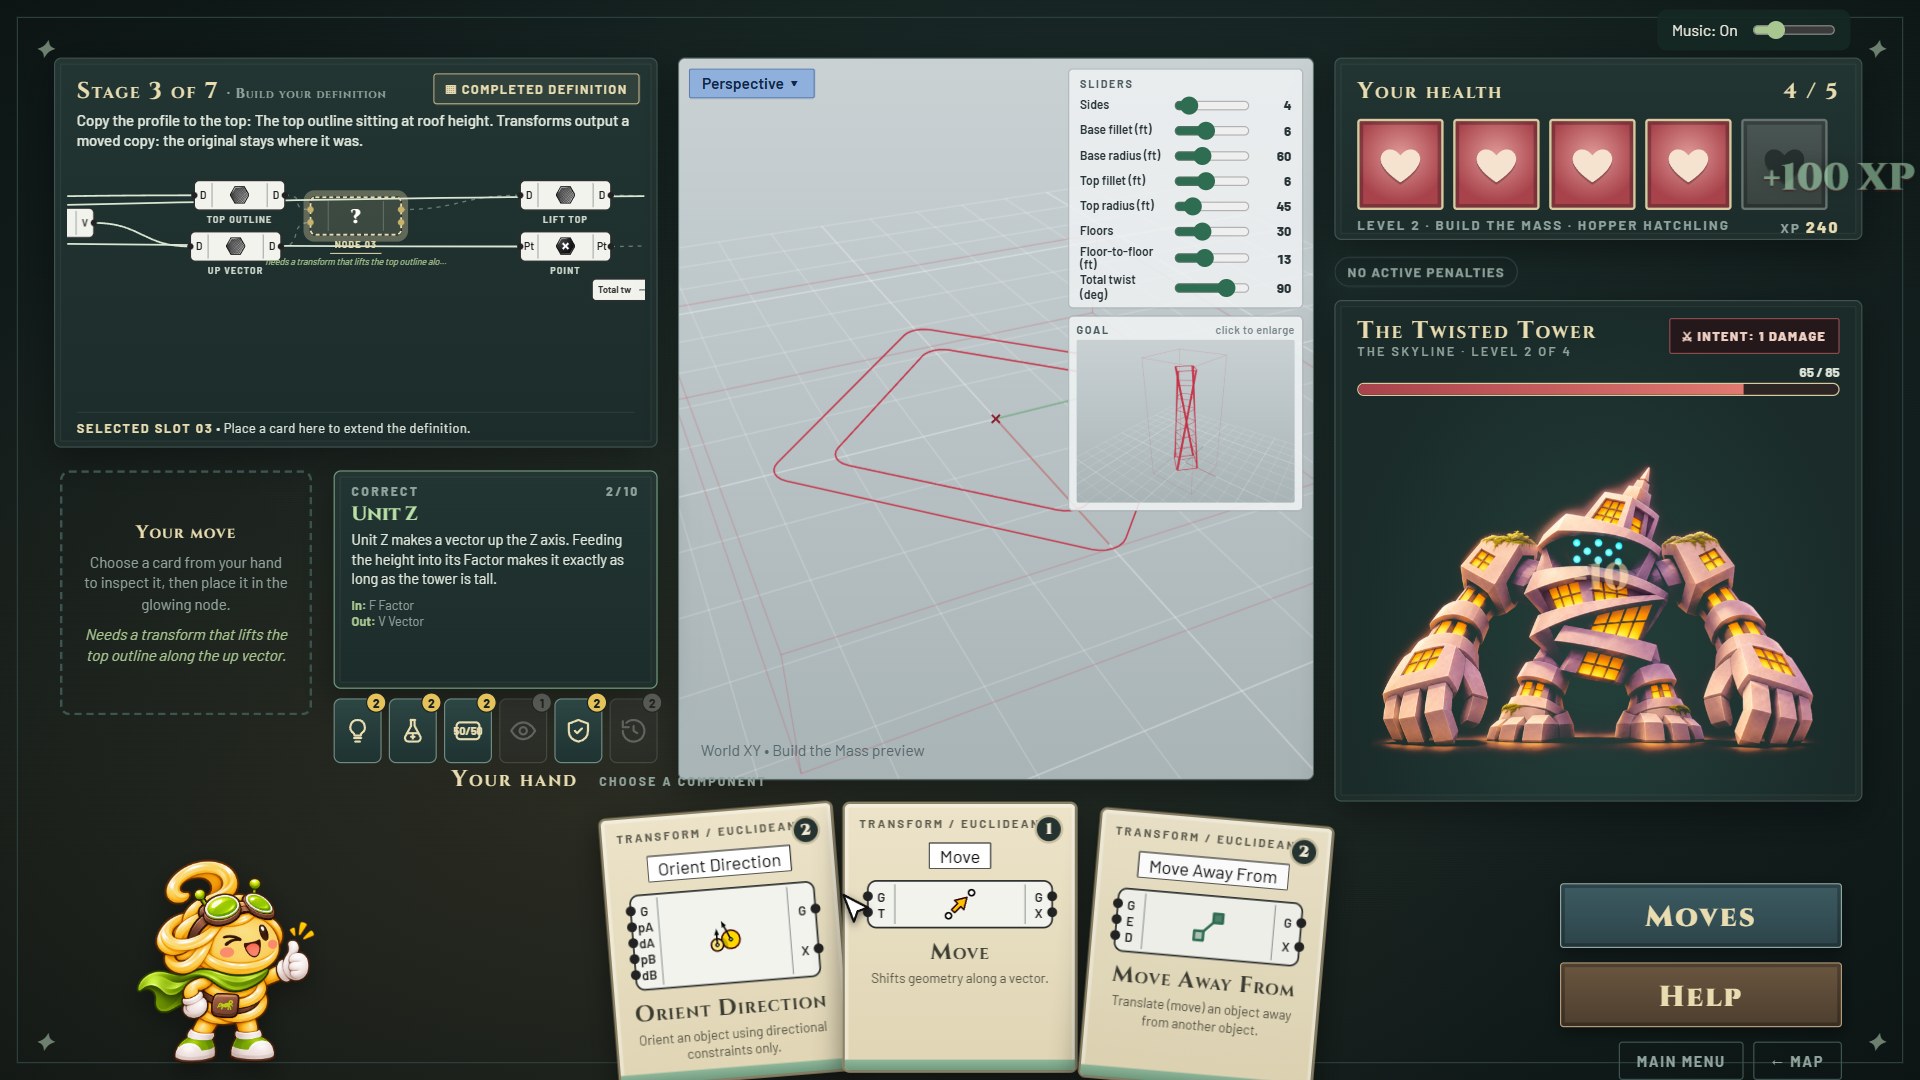 Music: On
Stage 3 of 7 · Build your definition
COMPLETED DEFINITION
Copy the profile to the top: The top outline sitting at roof height. Transforms output a
moved copy: the original stays where it was.
D D
TOP OUTLINE
?
NODE 03
needs a transform that lifts the top outline alo...
D D
LIFT TOP
V
D D
UP VECTOR
Pt Pt
POINT
Total tw
SELECTED SLOT 03 • Place a card here to extend the definition.
Your move
Choose a card from your hand
to inspect it, then place it in the
glowing node.
Needs a transform that lifts the
top outline along the up vector.
CORRECT 2/10
Unit Z
Unit Z makes a vector up the Z axis. Feeding
the height into its Factor makes it exactly as
long as the tower is tall.
In: F Factor
Out: V Vector
2 2 2 1 2 2
50/50
Your hand CHOOSE A COMPONENT
Perspective ▼
SLIDERS
Sides 4
Base fillet (ft) 6
Base radius (ft) 60
Top fillet (ft) 6
Top radius (ft) 45
Floors 30
Floor-to-floor
(ft) 13
Total twist
(deg) 90
GOAL click to enlarge
World XY • Build the Mass preview
Your health 4 / 5
+100 XP
LEVEL 2 · BUILD THE MASS · HOPPER HATCHLING XP 240
NO ACTIVE PENALTIES
The Twisted Tower
THE SKYLINE · LEVEL 2 OF 4
INTENT: 1 DAMAGE
65 / 85
-10
TRANSFORM / EUCLIDEAN 2
Orient Direction
G
pA
dA
pB
dB
G
X
Orient Direction
Orient an object using directional
constraints only.
TRANSFORM / EUCLIDEAN 1
Move
G
T
G
X
Move
Shifts geometry along a vector.
TRANSFORM / EUCLIDEAN 2
Move Away From
G
E
D
G
X
Move Away From
Translate (move) an object away
from another object.
Moves
Help
MAIN MENU
← MAP